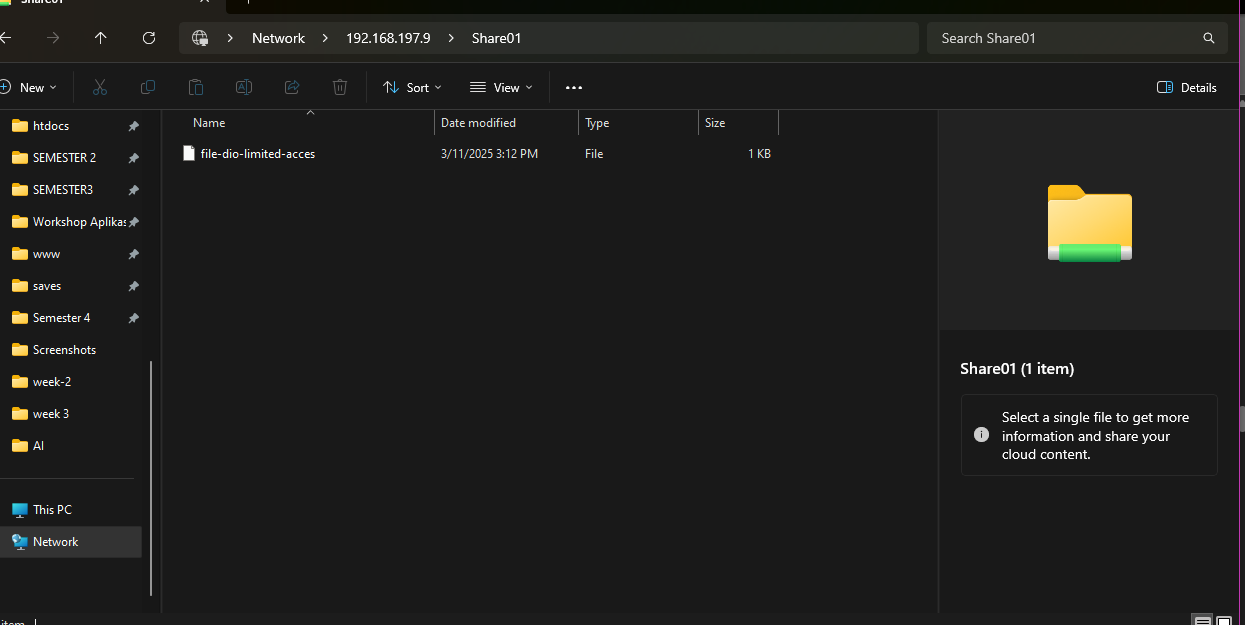 Share01
Network 192.168.197.9 Share01
Search Share01
New
Sort
View
Details
htdocs
SEMESTER 2
SEMESTER3
Workshop Aplikas
www
saves
Semester 4
Screenshots
week-2
week 3
AI
This PC
Network
Name Date modified Type Size
file-dio-limited-acces 3/11/2025 3:12 PM File 1 KB
Share01 (1 item)
Select a single file to get more
information and share your
cloud content.
item